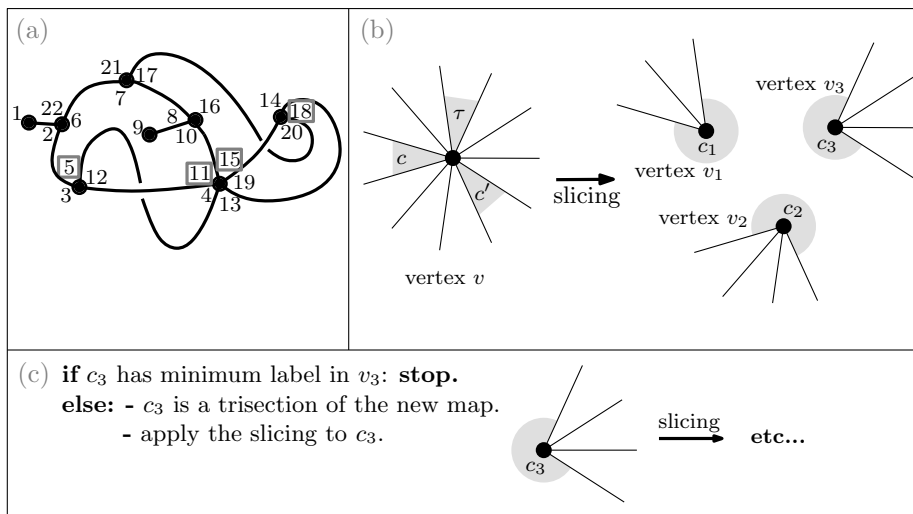 (a)
21 17
7
1
22
2 6
9
8
16
10
14
18
20
5
12
3
15
11
4
19
13
(b)
τ
c
c'
vertex v
slicing
c1
vertex v1
vertex v3
c3
c2
vertex v2
(c) if c3 has minimum label in v3: stop.
else: - c3 is a trisection of the new map.
- apply the slicing to c3.
c3
slicing
etc...